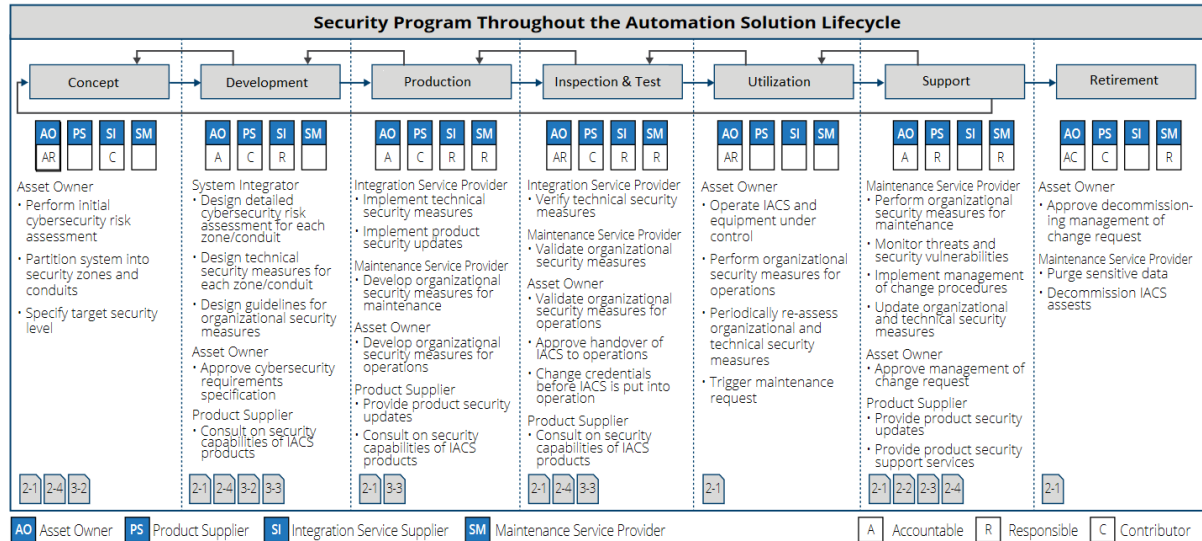 Security Program Throughout the Automation Solution Lifecycle
Concept
Development
Production
Inspection & Test
Utilization
Support
Retirement
AO PS SI SM
AR C
Asset Owner
• Perform initial
cybersecurity risk
assessment
• Partition system into
security zones and
conduits
• Specify target security
level
2-1 2-4 3-2
AO PS SI SM
A C R
System Integrator
• Design detailed
cybersecurity risk
assessment for each
zone/conduit
• Design technical
security measures for
each zone/conduit
• Design guidelines for
organizational security
measures
Asset Owner
• Approve cybersecurity
requirements
specification
Product Supplier
• Consult on security
capabilities of IACS
products
2-1 2-4 3-2 3-3
AO PS SI SM
A C R R
Integration Service Provider
• Implement technical
security measures
• Implement product
security updates
Maintenance Service Provider
• Develop organizational
security measures for
maintenance
Asset Owner
• Develop organizational
security measures for
operations
Product Supplier
• Provide product security
updates
• Consult on security
capabilities of IACS
products
2-1 3-3
AO PS SI SM
AR C R R
Integration Service Provider
• Verify technical security
measures
Maintenance Service Provider
• Validate organizational
security measures
Asset Owner
• Validate organizational
security measures for
operations
• Approve handover of
IACS to operations
• Change credentials
before IACS is put into
operation
Product Supplier
• Consult on security
capabilities of IACS
products
2-1 2-4 3-3
AO PS SI SM
AR
Asset Owner
• Operate IACS and
equipment under
control
• Perform organizational
security measures for
operations
• Periodically re-assess
organizational and
technical security
measures
• Trigger maintenance
request
2-1
AO PS SI SM
A R R
Maintenance Service Provider
• Perform organizational
security measures for
maintenance
• Monitor threats and
security vulnerabilities
• Implement management
of change procedures
• Update organizational
and technical security
measures
Asset Owner
• Approve management of
change request
Product Supplier
• Provide product security
updates
• Provide product security
support services
2-1 2-2 2-3 2-4
AO PS SI SM
AC C R
Asset Owner
• Approve decommission-
ing management of
change request
Maintenance Service Provider
• Purge sensitive data
• Decommission IACS
assests
2-1
AO Asset Owner PS Product Supplier SI Integration Service Supplier SM Maintenance Service Provider A Accountable R Responsible C Contributor